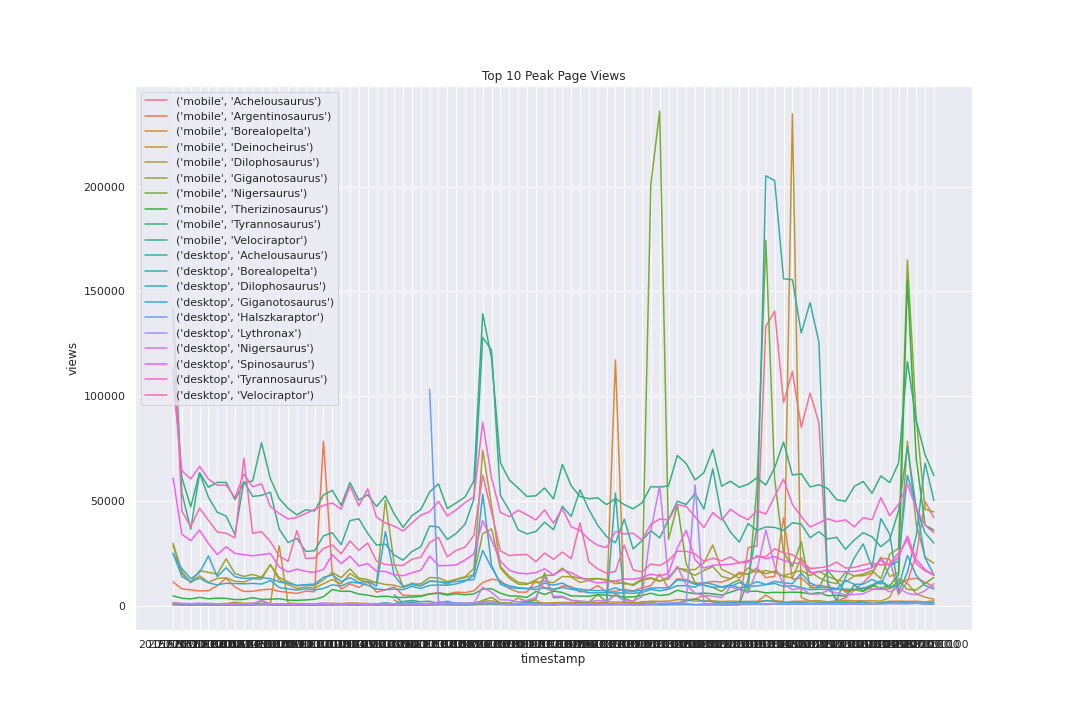 Top 10 Peak Page Views
('mobile', 'Achelousaurus')
('mobile', 'Argentinosaurus')
('mobile', 'Borealopelta')
('mobile', 'Deinocheirus')
('mobile', 'Dilophosaurus')
('mobile', 'Giganotosaurus')
('mobile', 'Nigersaurus')
('mobile', 'Therizinosaurus')
('mobile', 'Tyrannosaurus')
('mobile', 'Velociraptor')
('desktop', 'Achelousaurus')
('desktop', 'Borealopelta')
('desktop', 'Dilophosaurus')
('desktop', 'Giganotosaurus')
('desktop', 'Halszkaraptor')
('desktop', 'Lythronax')
('desktop', 'Nigersaurus')
('desktop', 'Spinosaurus')
('desktop', 'Tyrannosaurus')
('desktop', 'Velociraptor')
200000
150000
100000
50000
0
views
timestamp